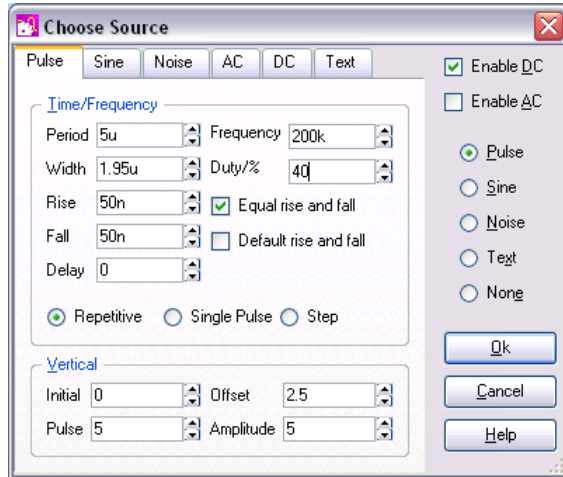 Choose Source
Pulse Sine Noise AC DC Text
Time/Frequency
Period 5u Frequency 200k
Width 1.95u Duty/% 40
Rise 50n Equal rise and fall
Fall 50n Default rise and fall
Delay 0
Repetitive Single Pulse Step
Vertical
Initial 0 Offset 2.5
Pulse 5 Amplitude 5
Enable DC
Enable AC
Pulse
Sine
Noise
Text
None
Ok
Cancel
Help